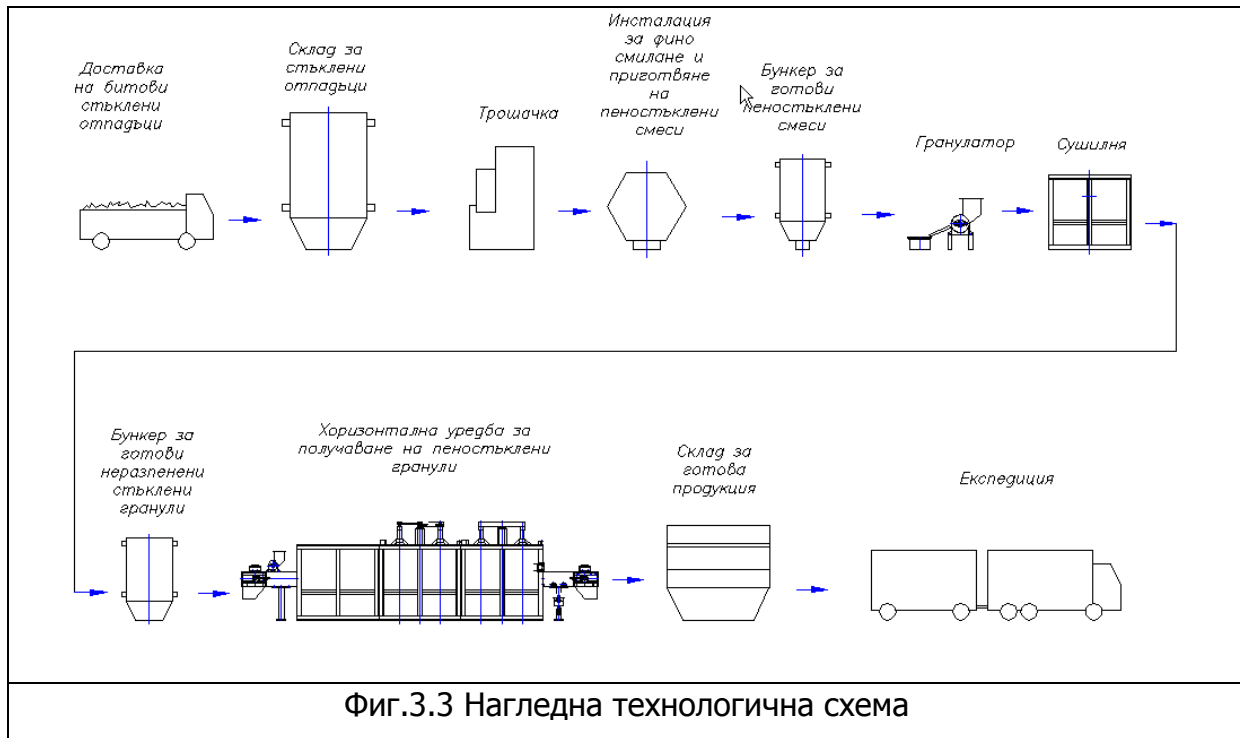 Доставка
на битови
стъклени
отпадъци
Склад за
стъклени
отпадъци
Трошачка
Инсталация
за фино
смилане и
приготвяне
на
пеностъклени
смеси
Бункер за
готови
пеностъклени
смеси
Гранулатор
Сушилня
Бункер за
готови
неразпенени
стъклени
гранули
Хоризонтална уредба за
получаване на пеностъклени
гранули
Склад за
готова
продукция
Експедиция
Фиг.3.3 Нагледна технологична схема